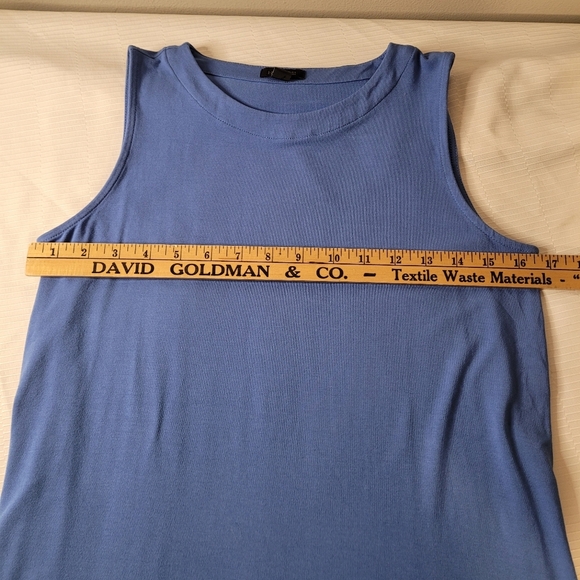 1 2 3 4 5 6 7 8 9 10 11 12 13 14 15 16 17
DAVID GOLDMAN & CO. — Textile Waste Materials - "